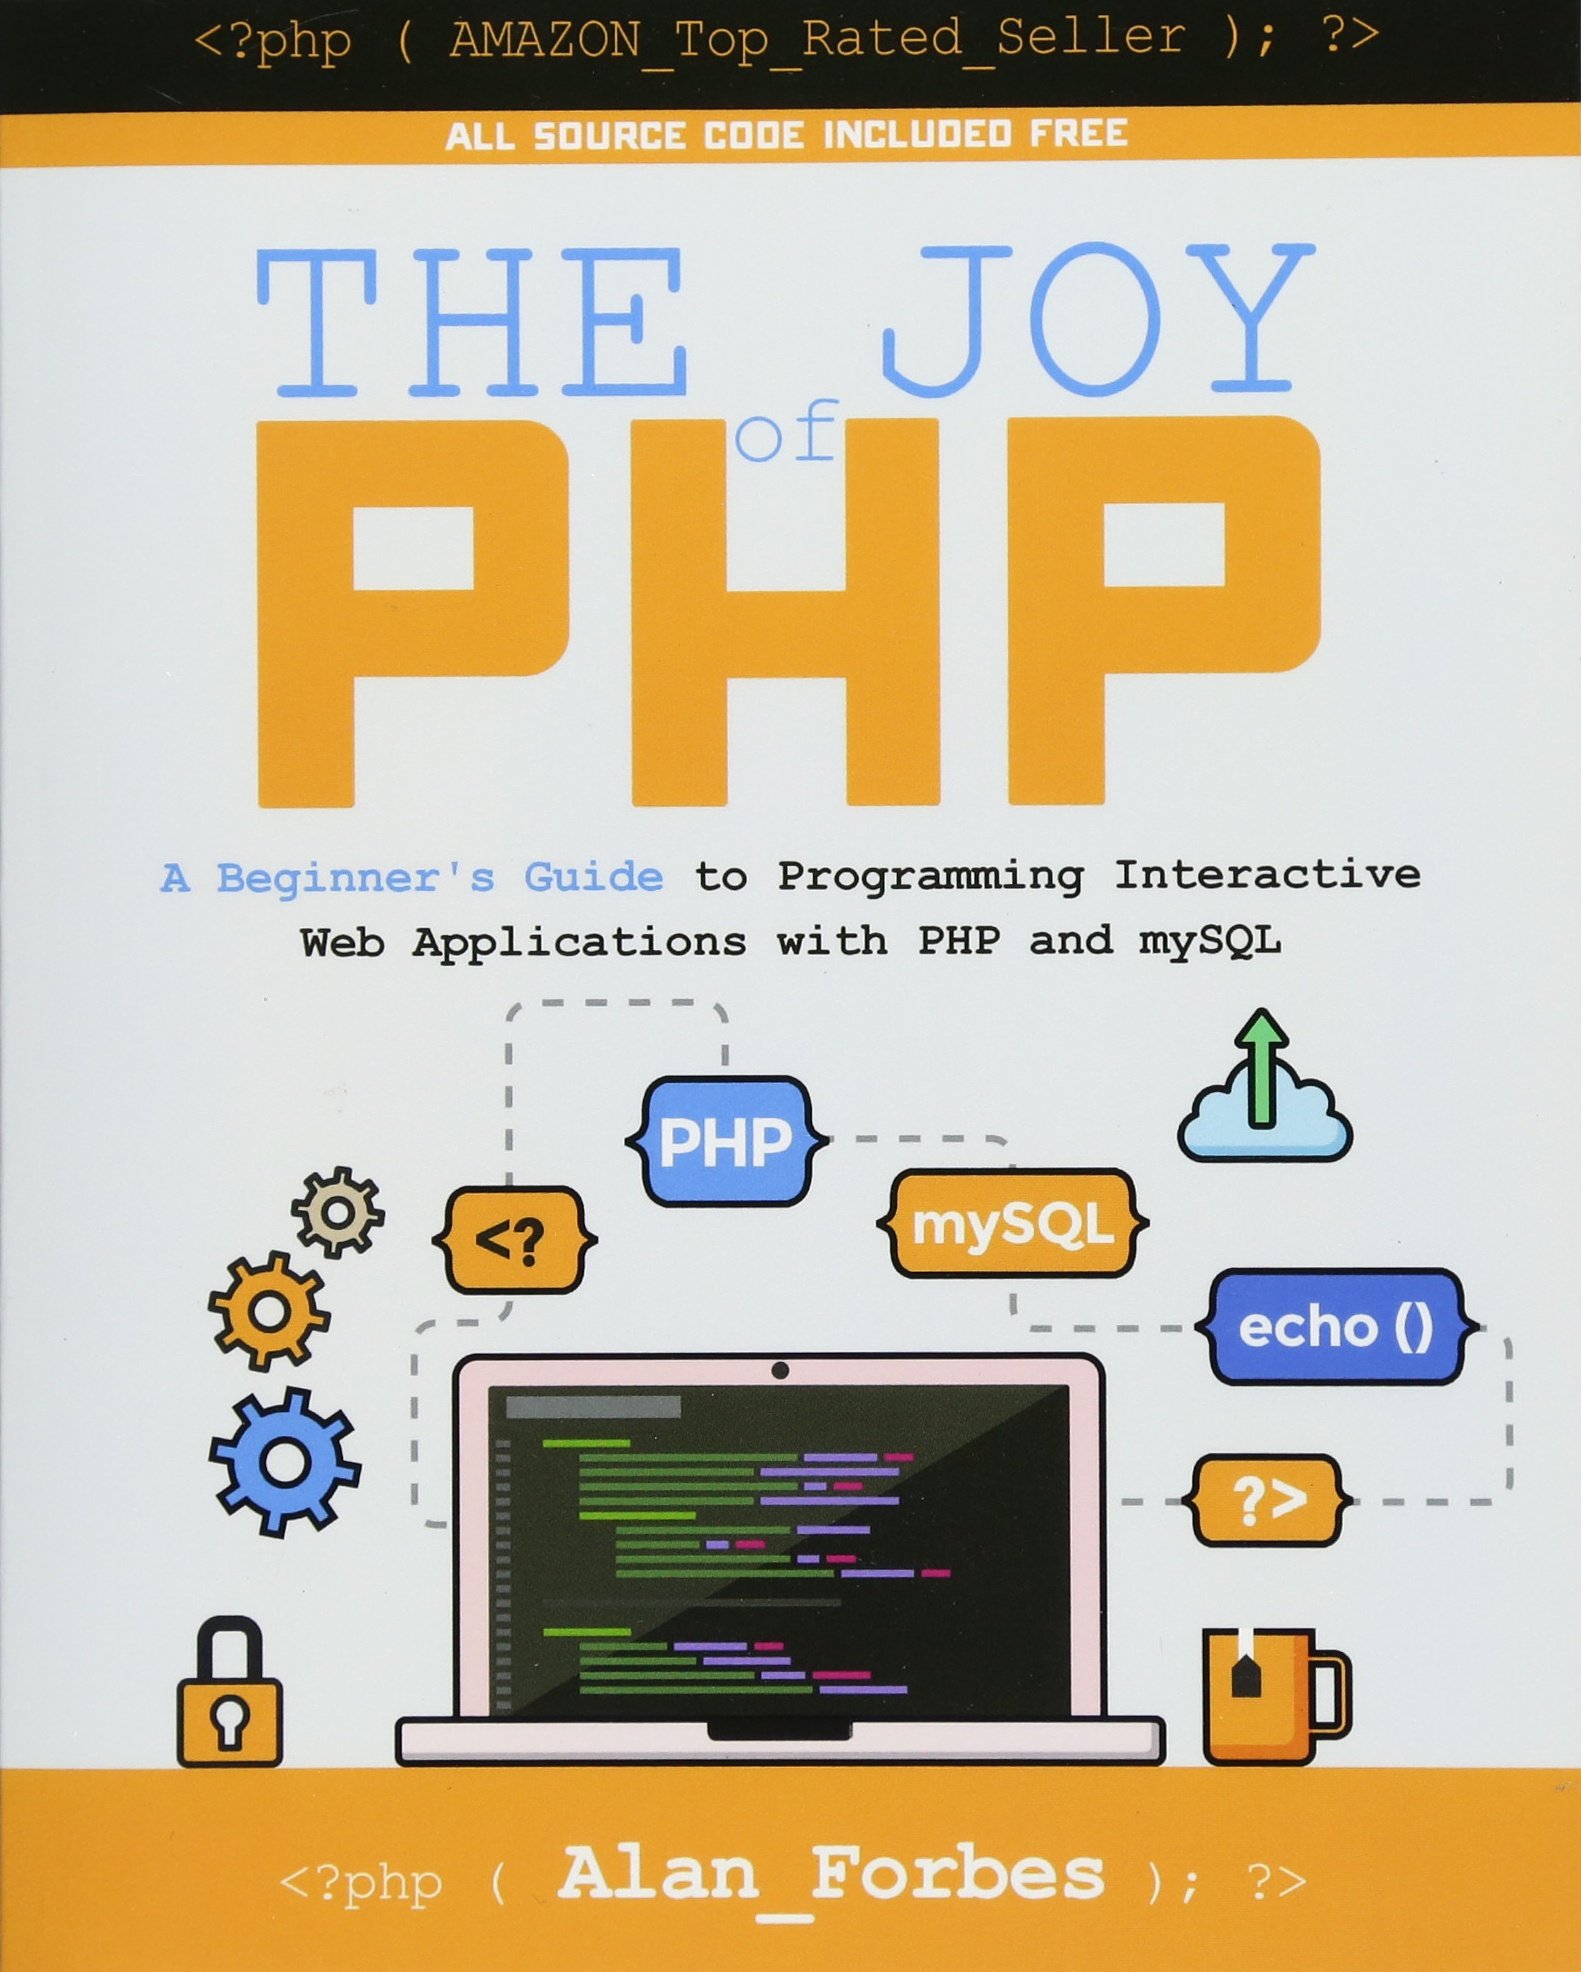 <?php ( AMAZON_Top_Rated_Seller ); ?>
ALL SOURCE CODE INCLUDED FREE
THE JOY
of
PHP
A Beginner's Guide to Programming Interactive
Web Applications with PHP and mySQL
PHP
<?
mySQL
echo ()
?>
<?php ( Alan_Forbes ); ?>